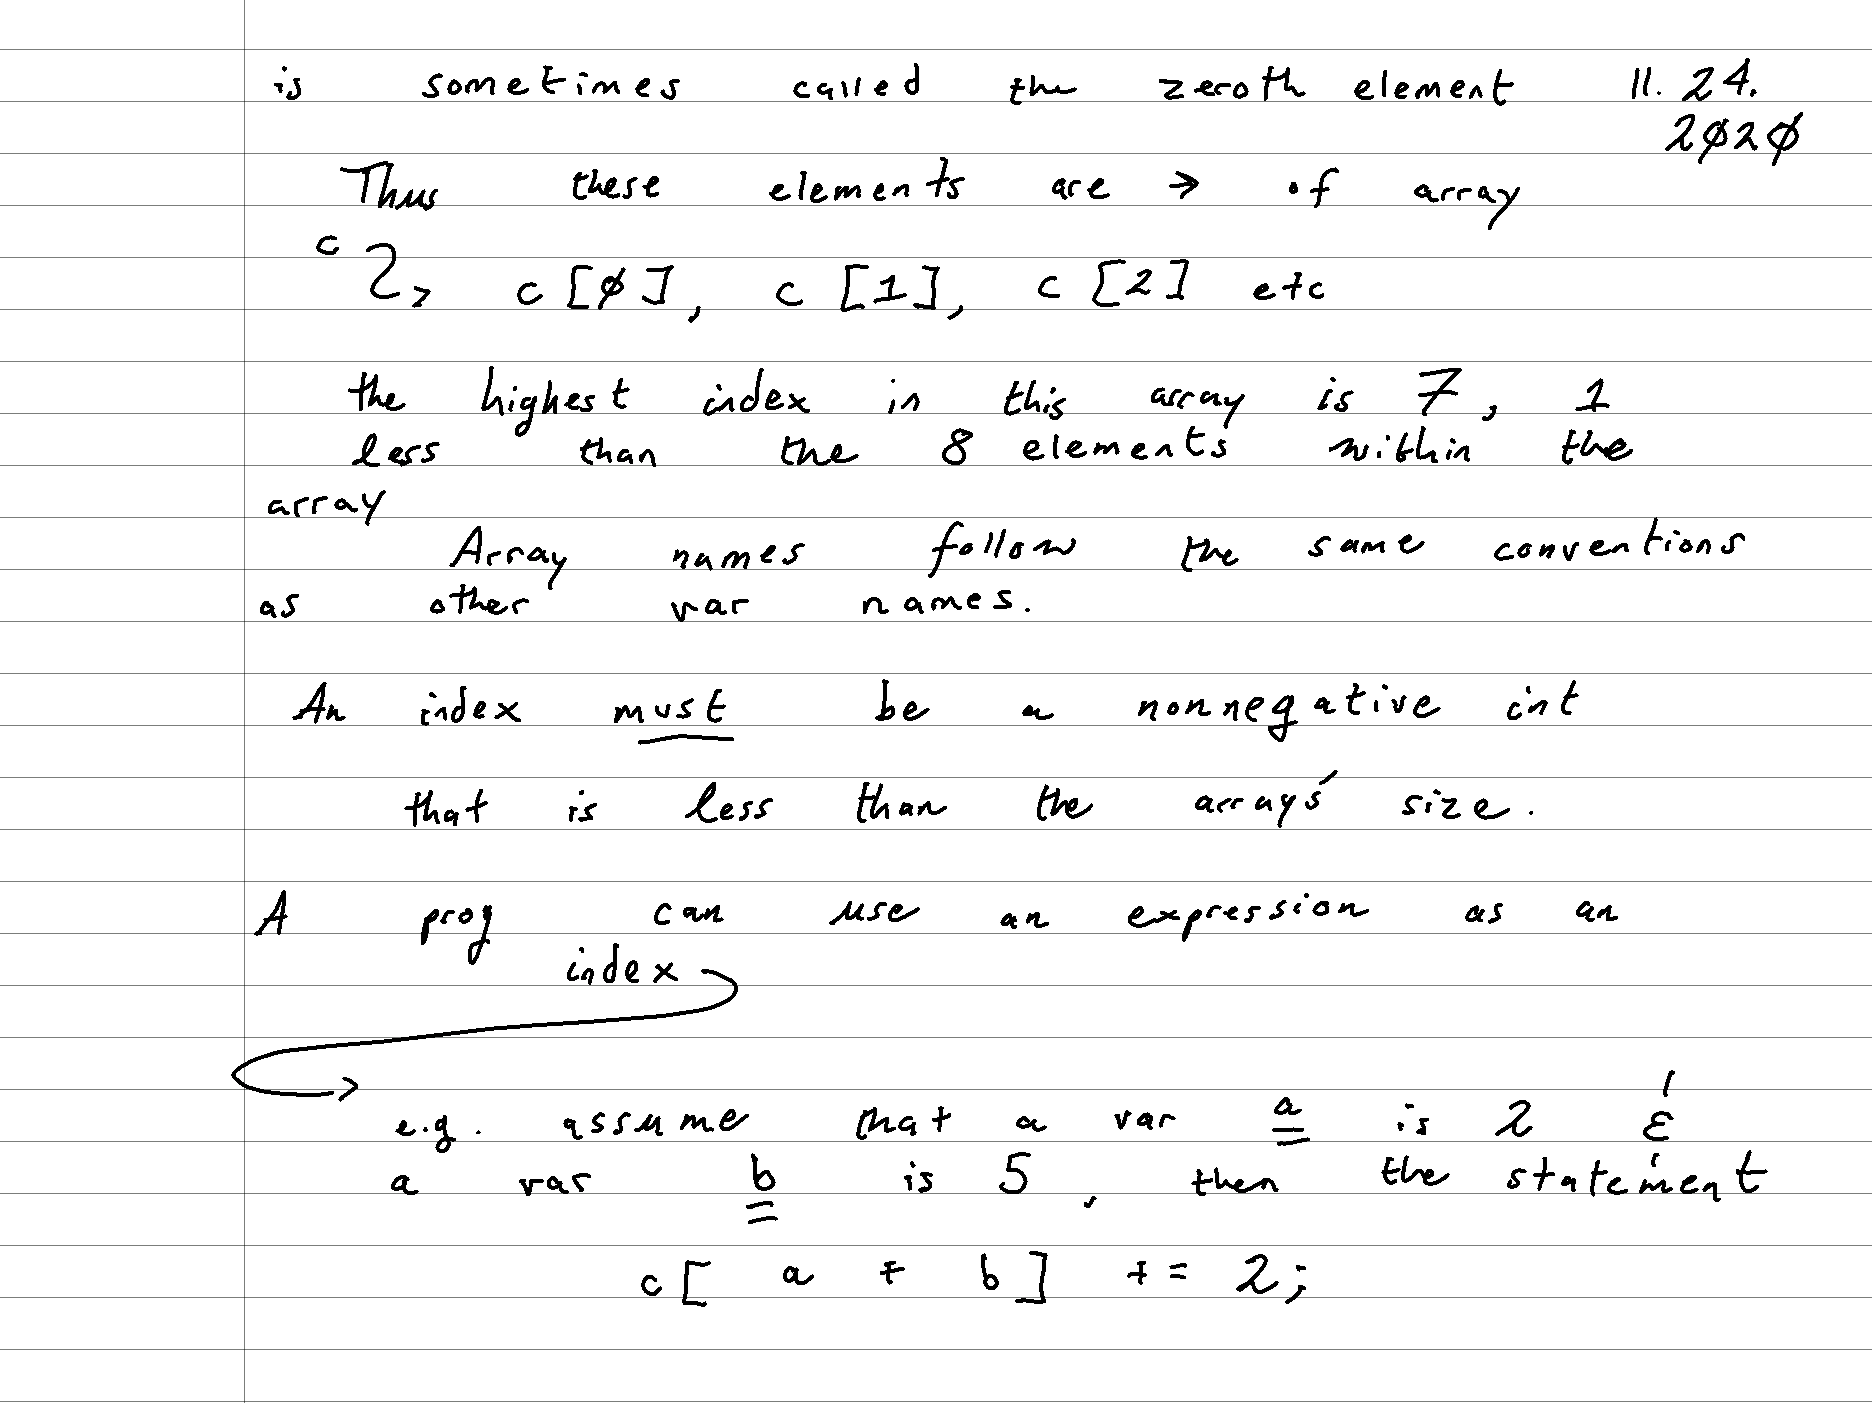 is sometimes called the zeroth element 11. 24.
2020
Thus these elements are → of array
c
c [0], c [1], c [2] etc
the highest index in this array is 7, 1
less than the 8 elements within the
array
Array names follow the same conventions
as other var names.
An index must be a nonnegative int
that is less than the array's size.
A prog can use an expression as an
index
e.g. assume that a var a is 2 &
a var b is 5, then the statement
c[ a + b] += 2;